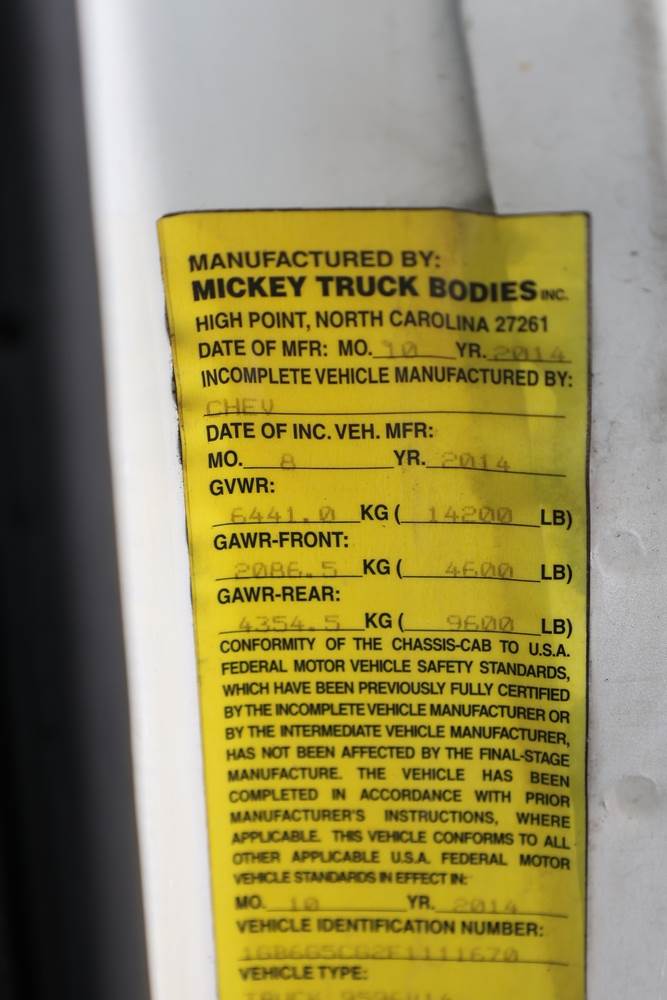 MANUFACTURED BY:
MICKEY TRUCK BODIES INC.
HIGH POINT, NORTH CAROLINA 27261
DATE OF MFR: MO. 10 YR. 2014
INCOMPLETE VEHICLE MANUFACTURED BY:
CHEV
DATE OF INC. VEH. MFR:
MO. 8 YR. 2014
GVWR:
6441.0 KG ( 14200 LB)
GAWR-FRONT:
2086.5 KG ( 4600 LB)
GAWR-REAR:
4354.5 KG ( 9600 LB)
CONFORMITY OF THE CHASSIS-CAB TO U.S.A.
FEDERAL MOTOR VEHICLE SAFETY STANDARDS,
WHICH HAVE BEEN PREVIOUSLY FULLY CERTIFIED
BY THE INCOMPLETE VEHICLE MANUFACTURER OR
BY THE INTERMEDIATE VEHICLE MANUFACTURER,
HAS NOT BEEN AFFECTED BY THE FINAL-STAGE
MANUFACTURE. THE VEHICLE HAS BEEN
COMPLETED IN ACCORDANCE WITH PRIOR
MANUFACTURER'S INSTRUCTIONS, WHERE
APPLICABLE. THIS VEHICLE CONFORMS TO ALL
OTHER APPLICABLE U.S.A. FEDERAL MOTOR
VEHICLE STANDARDS IN EFFECT IN:
MO. 10 YR. 2014
VEHICLE IDENTIFICATION NUMBER:
VEHICLE TYPE:
TRUCK